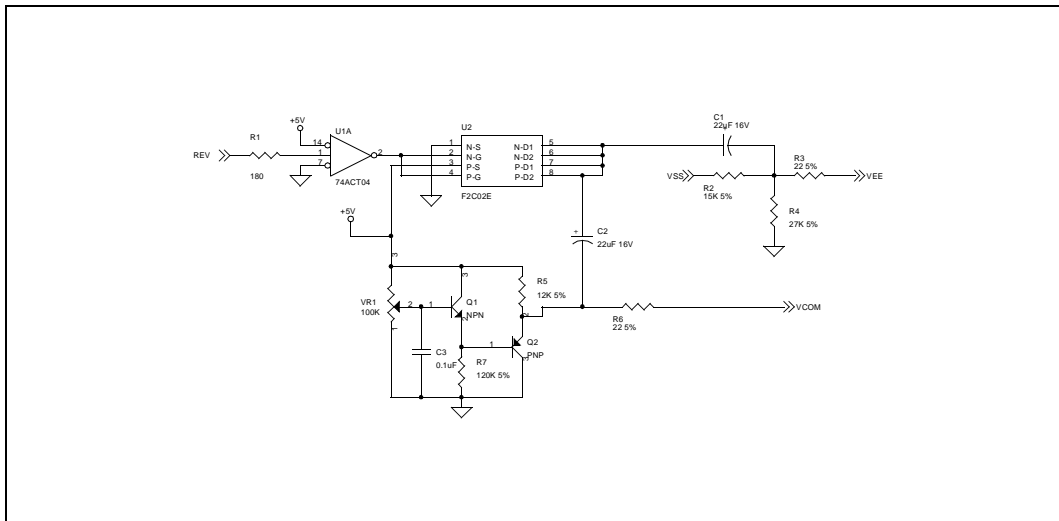 C1
22uF 16V
+5V
U1A
U2
R1
14
1
7
2
REV
180
74ACT04
1 N-S N-D1 5
2 N-G N-D2 6
3 P-S P-D1 7
4 P-G P-D2 8
F2C02E
R3
22 5%
VSS
VEE
R2
15K 5%
R4
27K 5%
+5V
+
C2
22uF 16V
3
3
R5
12K 5%
VR1
100K
2
1
Q1
NPN
2
1
R6
22 5%
VCOM
2
C3
0.1uF
1
Q2
PNP
3
R7
120K 5%